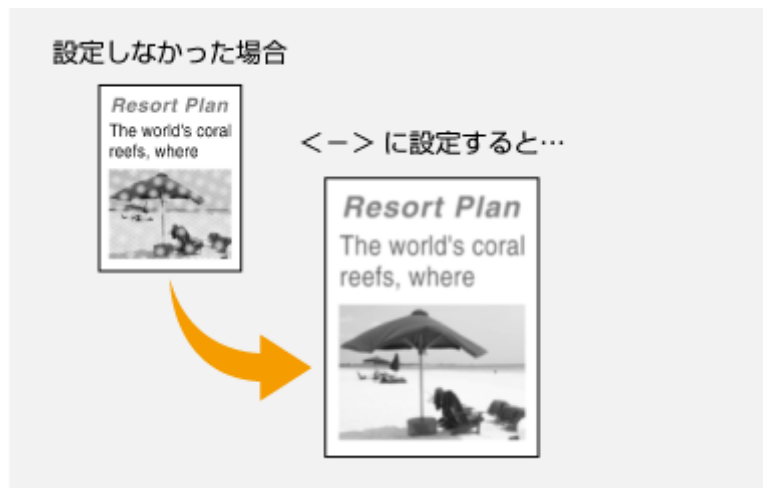 設定しなかった場合
Resort Plan
The world's coral
reefs, where
<->に設定すると…
Resort Plan
The world's coral
reefs, where